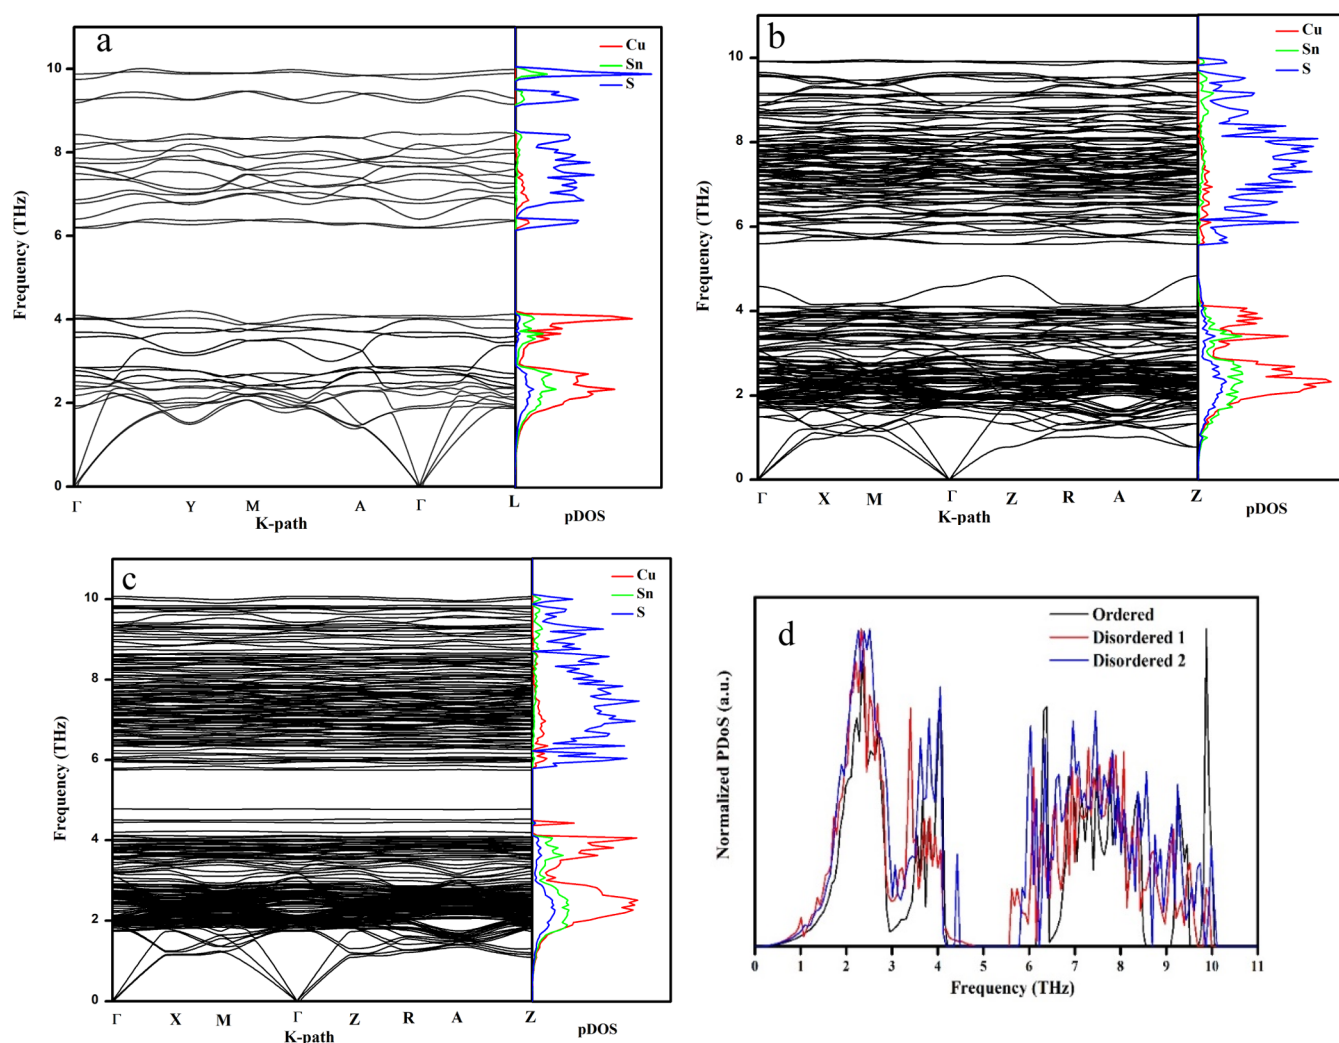 a
Cu
Sn
S
10
8
6
4
2
0
Frequency (THz)
Γ Y M A Γ L
K-path
pDOS
b
Cu
Sn
S
10
8
6
4
2
0
Frequency (THz)
Γ X M Γ Z R A Z
K-path
pDOS
c
Cu
Sn
S
10
8
6
4
2
0
Frequency (THz)
Γ X M Γ Z R A Z
K-path
pDOS
d
Ordered
Disordered 1
Disordered 2
Normalized PDoS (a.u.)
0 1 2 3 4 5 6 7 8 9 10 11
Frequency (THz)